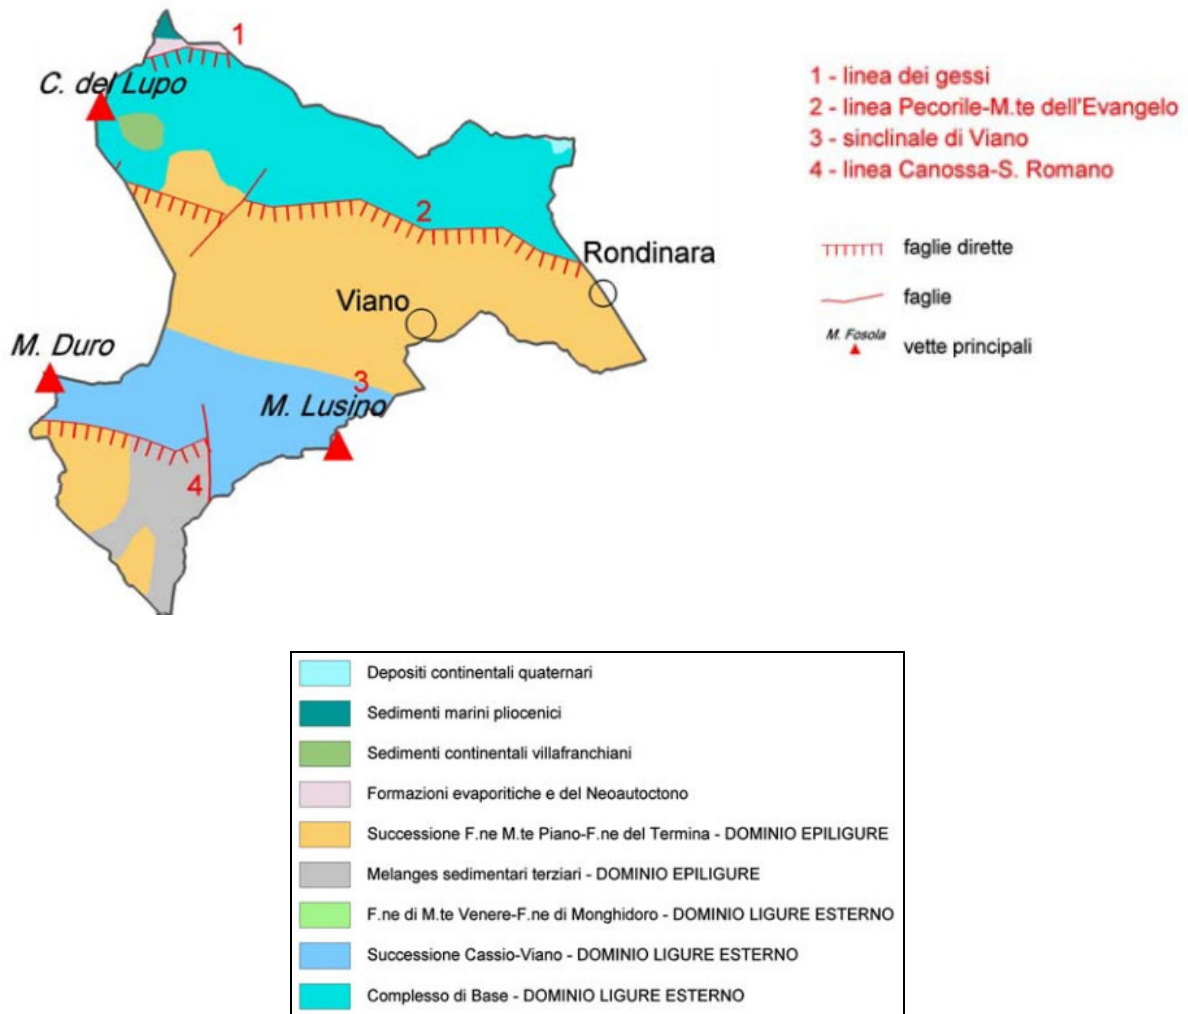 1
C. del Lupo
2
Rondinara
Viano
M. Duro
3
M. Lusino
4
1 - linea dei gessi
2 - linea Pecorile-M.te dell'Evangelo
3 - sinclinale di Viano
4 - linea Canossa-S. Romano
faglie dirette
faglie
M. Fosola
vette principali
Depositi continentali quaternari
Sedimenti marini pliocenici
Sedimenti continentali villafranchiani
Formazioni evaporitiche e del Neoautoctono
Successione F.ne M.te Piano-F.ne del Termina - DOMINIO EPILIGURE
Melanges sedimentari terziari - DOMINIO EPILIGURE
F.ne di M.te Venere-F.ne di Monghidoro - DOMINIO LIGURE ESTERNO
Successione Cassio-Viano - DOMINIO LIGURE ESTERNO
Complesso di Base - DOMINIO LIGURE ESTERNO